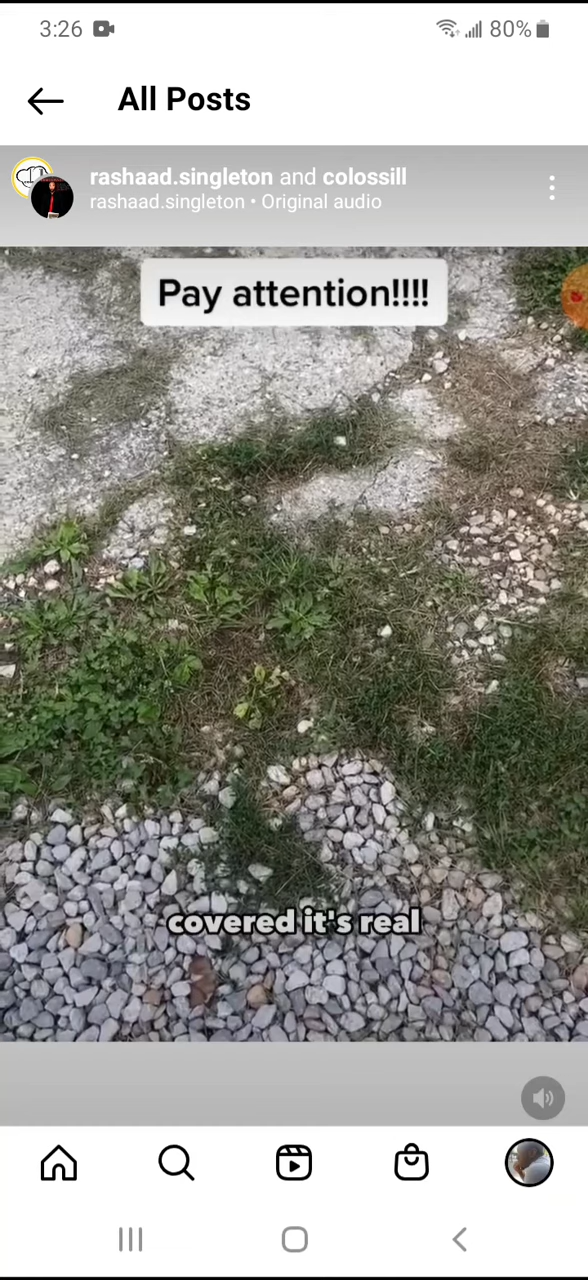 3:26
80%
All Posts
rashaad.singleton and colossill
rashaad.singleton • Original audio
Pay attention!!!!
covered it's real